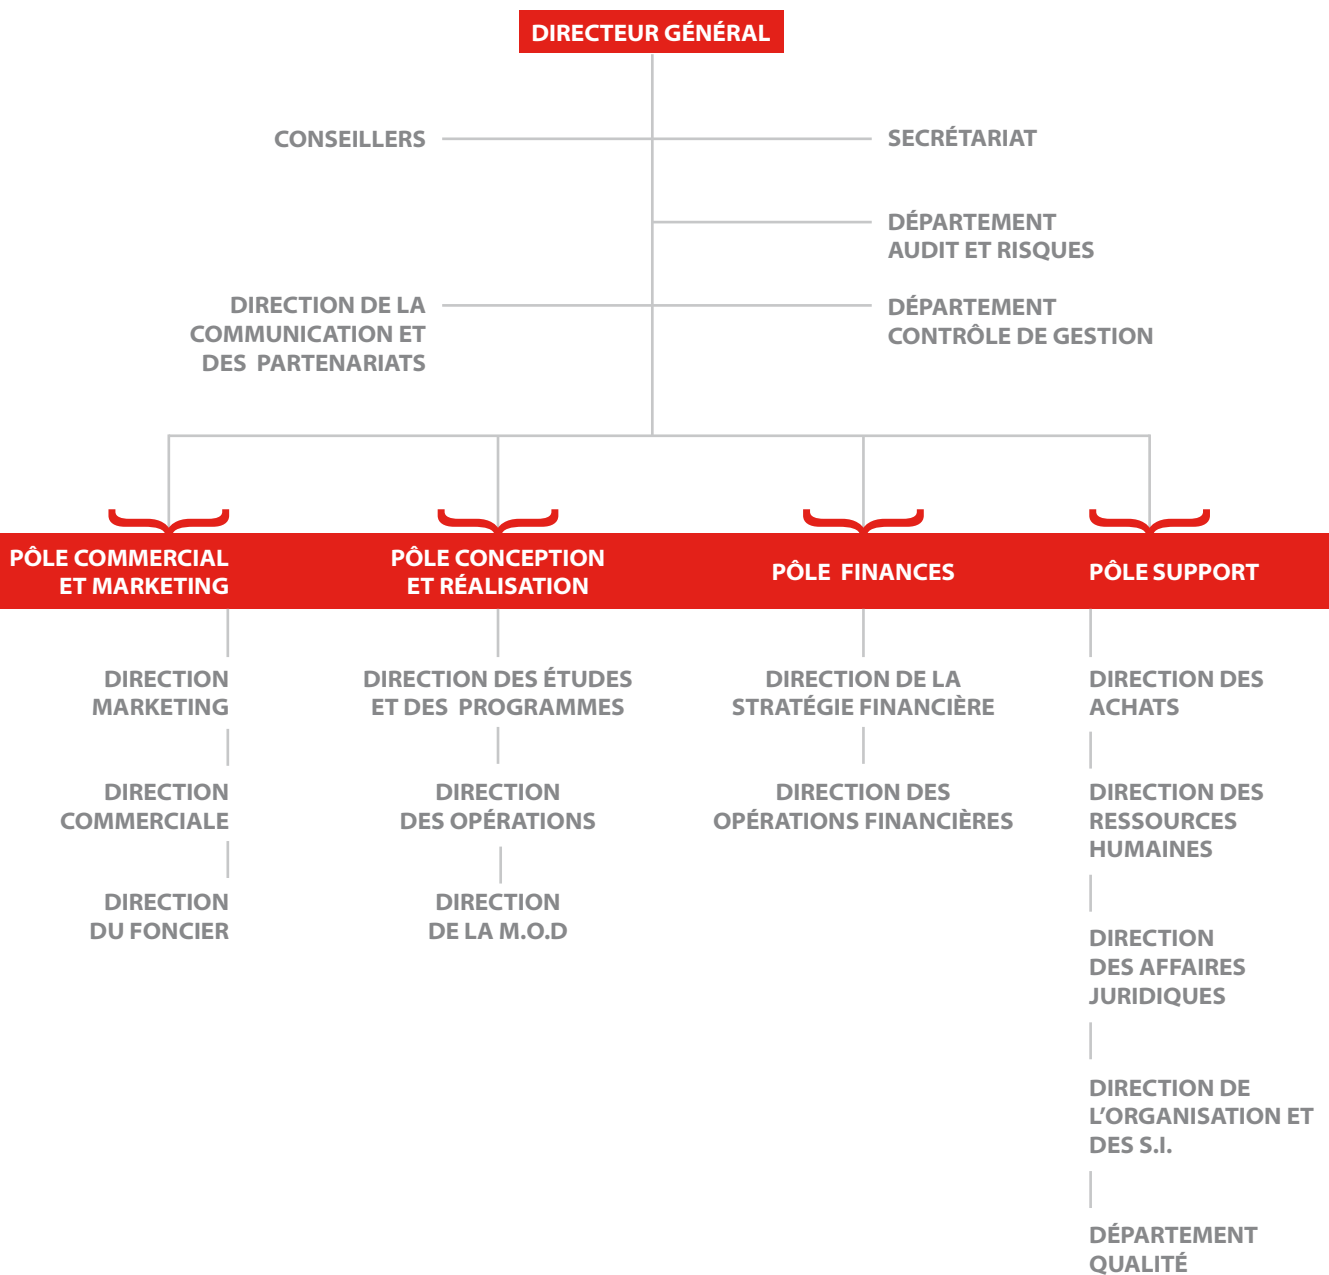 DIRECTEUR GÉNÉRAL
CONSEILLERS
SECRÉTARIAT
DÉPARTEMENT
AUDIT ET RISQUES
DIRECTION DE LA
COMMUNICATION ET
DES PARTENARIATS
DÉPARTEMENT
CONTRÔLE DE GESTION
PÔLE COMMERCIAL
ET MARKETING
DIRECTION
MARKETING
DIRECTION
COMMERCIALE
DIRECTION
DU FONCIER
PÔLE CONCEPTION
ET RÉALISATION
DIRECTION DES ÉTUDES
ET DES PROGRAMMES
DIRECTION
DES OPÉRATIONS
DIRECTION
DE LA M.O.D
PÔLE FINANCES
DIRECTION DE LA
STRATÉGIE FINANCIÈRE
DIRECTION DES
OPÉRATIONS FINANCIÈRES
PÔLE SUPPORT
DIRECTION DES
ACHATS
DIRECTION DES
RESSOURCES
HUMAINES
DIRECTION
DES AFFAIRES
JURIDIQUES
DIRECTION DE
L'ORGANISATION ET
DES S.I.
DÉPARTEMENT
QUALITÉ